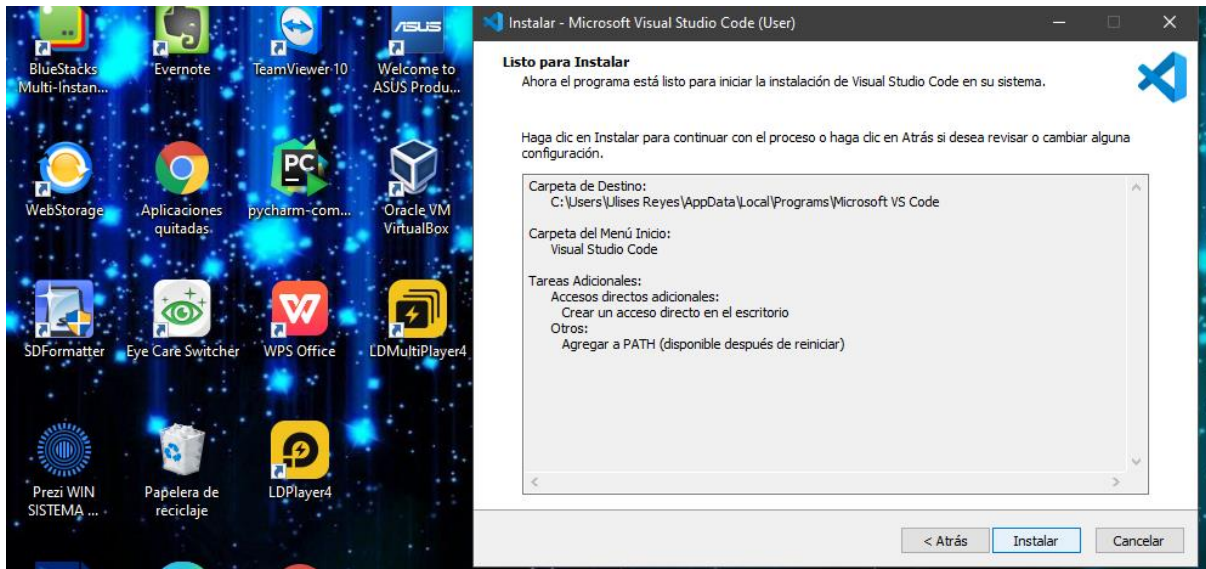 BlueStacks
Multi-Instan...
Evernote
TeamViewer 10
ASUS
Welcome to
ASUS Produ...
WebStorage
Aplicaciones
quitadas
PC
pycharm-com...
Oracle VM
VirtualBox
SDFormatter
Eye Care Switcher
WPS Office
LDMultiPlayer4
Prezi WIN
SISTEMA ...
Papelera de
reciclaje
LDPlayer4
Instalar - Microsoft Visual Studio Code (User)
Listo para Instalar
Ahora el programa está listo para iniciar la instalación de Visual Studio Code en su sistema.
Haga clic en Instalar para continuar con el proceso o haga clic en Atrás si desea revisar o cambiar alguna
configuración.
Carpeta de Destino:
C:\Users\Ulises Reyes\AppData\Local\Programs\Microsoft VS Code
Carpeta del Menú Inicio:
Visual Studio Code
Tareas Adicionales:
Accesos directos adicionales:
Crear un acceso directo en el escritorio
Otros:
Agregar a PATH (disponible después de reiniciar)
< Atrás
Instalar
Cancelar